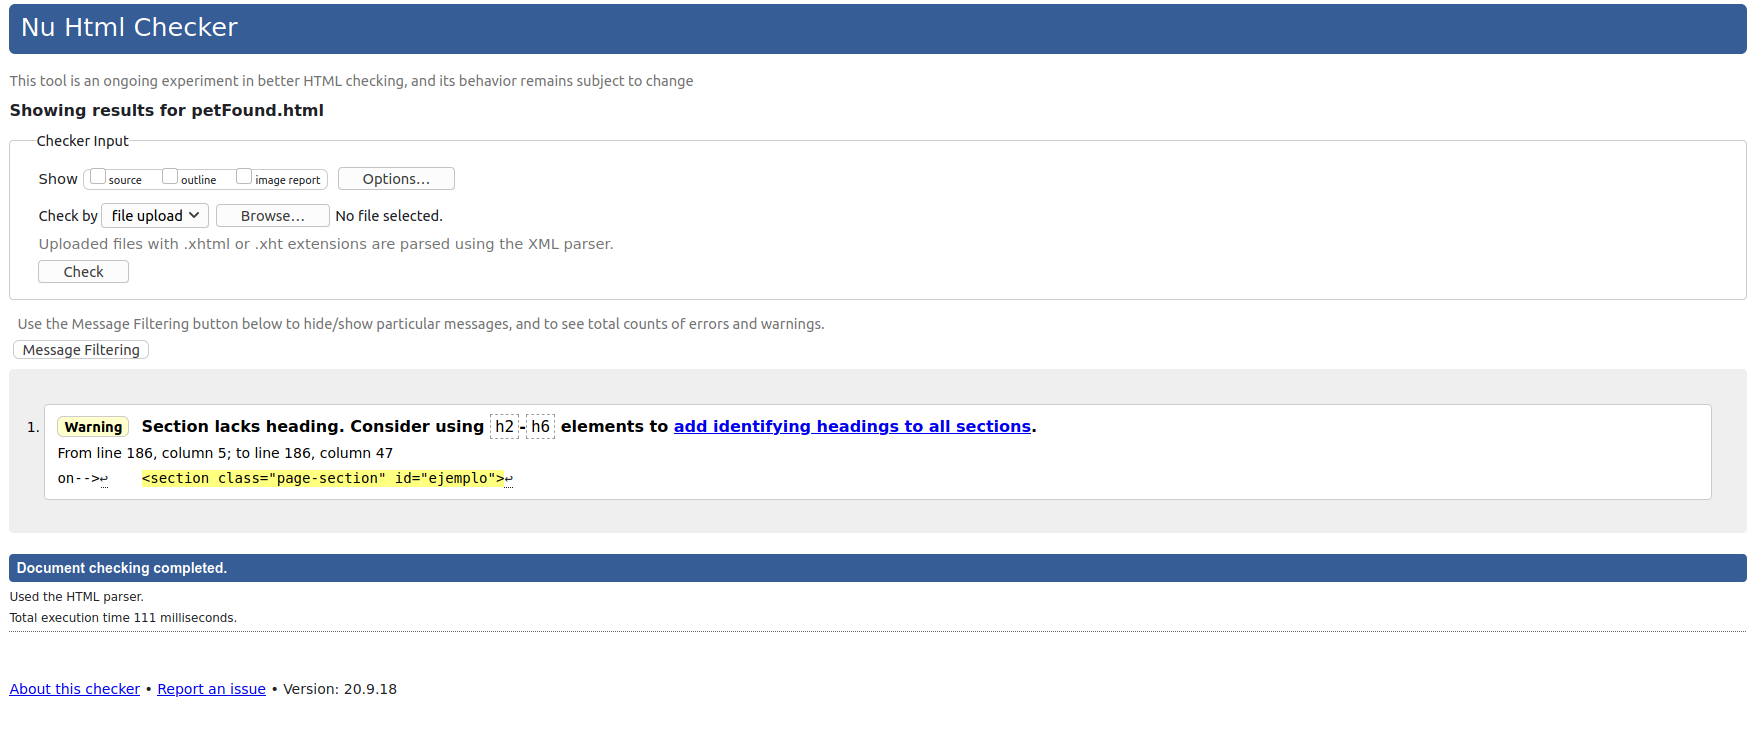 Nu Html Checker
This tool is an ongoing experiment in better HTML checking, and its behavior remains subject to change
Showing results for petFound.html
Checker Input
Show source outline image report Options...
Check by file upload Browse... No file selected.
Uploaded files with .xhtml or .xht extensions are parsed using the XML parser.
Check
Use the Message Filtering button below to hide/show particular messages, and to see total counts of errors and warnings.
Message Filtering
1. Warning Section lacks heading. Consider using h2-h6 elements to add identifying headings to all sections.
From line 186, column 5; to line 186, column 47
on-->↩ <section class="page-section" id="ejemplo">↩
Document checking completed.
Used the HTML parser.
Total execution time 111 milliseconds.
About this checker • Report an issue • Version: 20.9.18